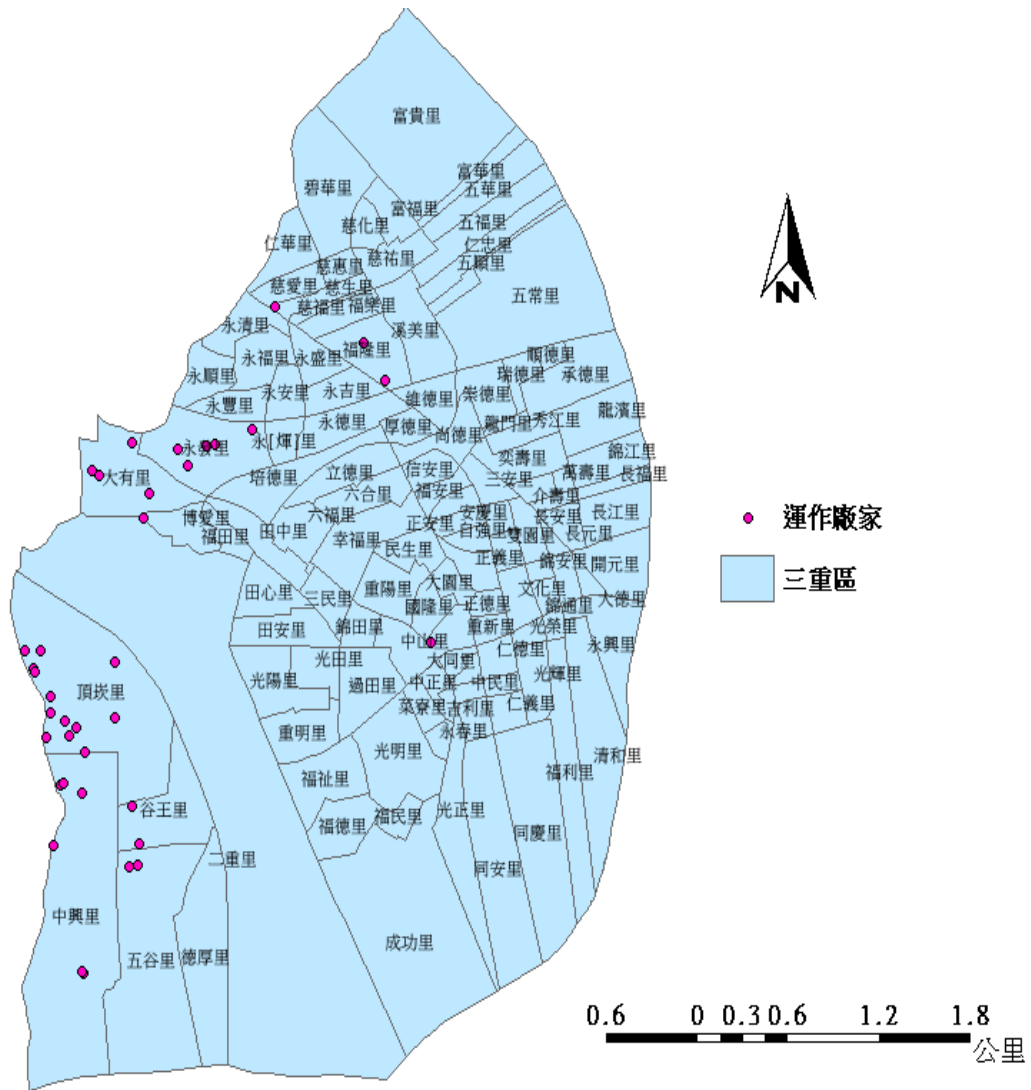 富貴里
富華里
五華里
碧華里
富福里
慈化里
五福里
仁華里
仁忠里
慈祐里
五順里
慈惠里
慈愛里
慈生里
五常里
慈福里
福樂里
永清里
溪美里
福隆里
永福里
永盛里
順德里
瑞德里
承德里
永順里
永安里
永吉里
崇德里
維德里
永豐里
龍濱里
永德里
厚德里
龍門里
秀江里
尚德里
永[煇]里
永發里
錦江里
奕壽里
信安里
立德里
萬壽里
長福里
大有里
培德里
二安里
六合里
福安里
介壽里
安慶里
長江里
博愛里
六福里
長安里
正安里
自強里
福田里
田中里
雙園里
長元里
幸福里
民生里
正義里
錦安里
開元里
大園里
重陽里
文化里
田心里
三民里
大德里
國隆里
正德里
錦通里
田安里
錦田里
重新里
光榮里
中山里
永興里
仁德里
光田里
大同里
頂崁里
光陽里
光輝里
過田里
中正里
中民里
菜寮里
吉利里
仁義里
重明里
永春里
光明里
清和里
福祉里
福利里
谷王里
光正里
福民里
福德里
同慶里
二重里
同安里
中興里
成功里
五谷里
德厚里
N
運作廠家
三重區
0.6 0 0.3 0.6 1.2 1.8
公里